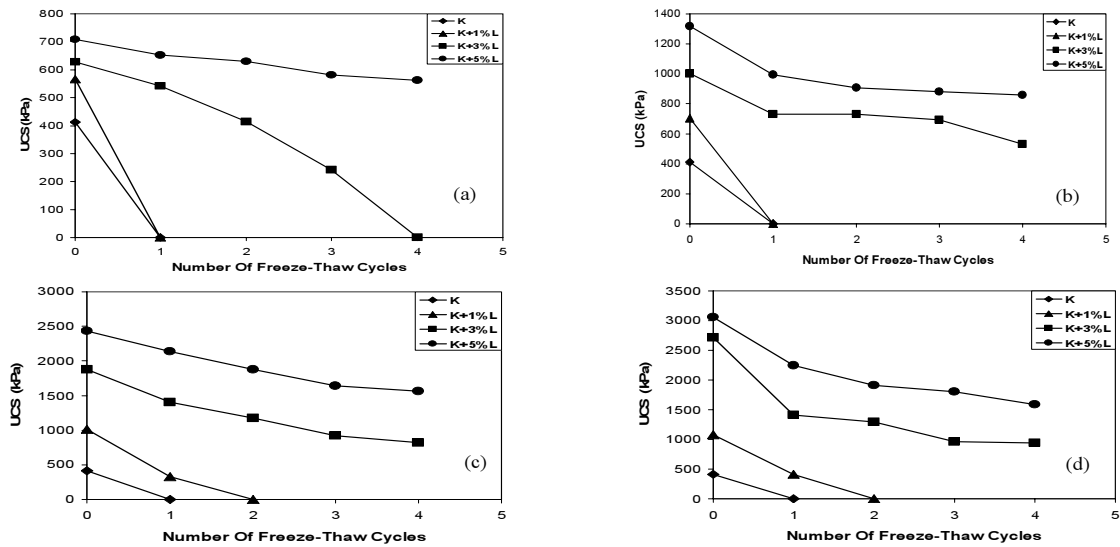 800
700
600
500
400
300
200
100
0
UCS (kPa)
0 1 2 3 4 5
Number Of Freeze-Thaw Cycles
K
K+1%L
K+3%L
K+5%L
(a)
1400
1200
1000
800
600
400
200
0
UCS (kPa)
0 1 2 3 4 5
Number Of Freeze-Thaw Cycles
K
K+1%L
K+3%L
K+5%L
(b)
3000
2500
2000
1500
1000
500
0
UCS (kPa)
0 1 2 3 4 5
Number Of Freeze-Thaw Cycles
K
K+1%L
K+3%L
K+5%L
(c)
3500
3000
2500
2000
1500
1000
500
0
UCS (kPa)
0 1 2 3 4 5
Number Of Freeze-Thaw Cycles
K
K+1%L
K+3%L
K+5%L
(d)